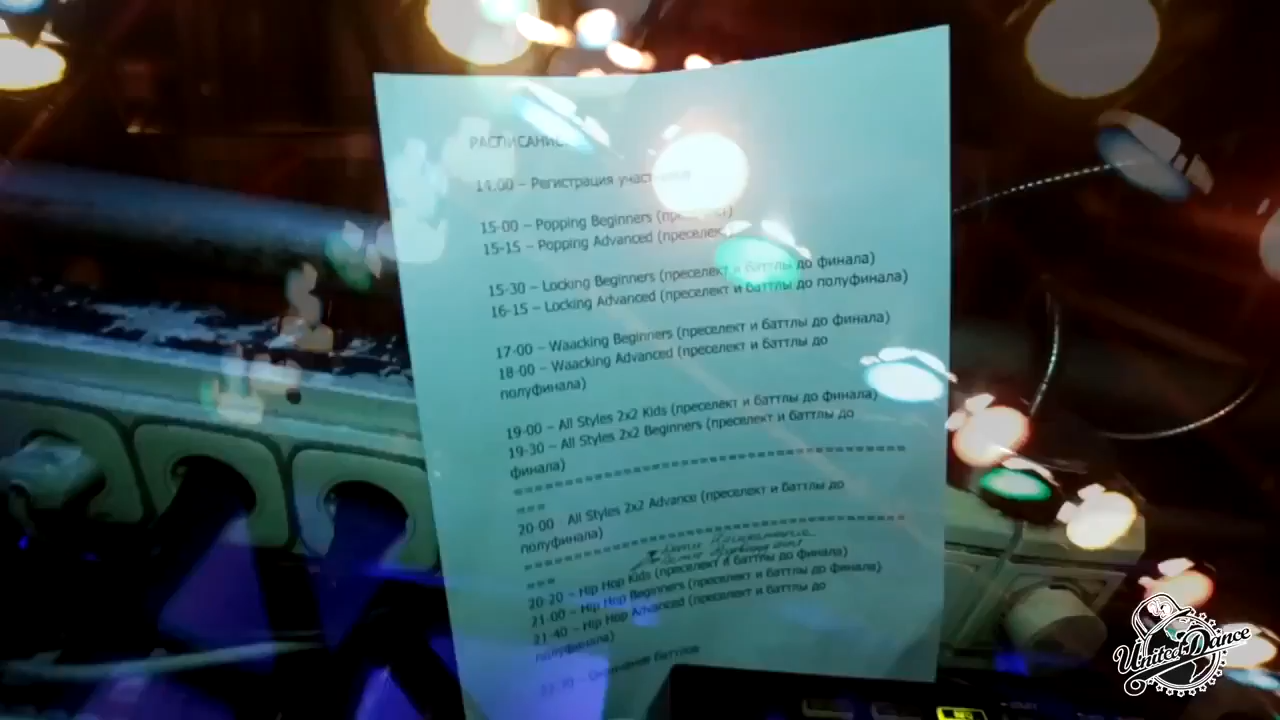 РАСПИСАНИЕ
14.00 – Регистрация участников
15-00 – Popping Beginners (преселект)
15-15 – Popping Advanced (преселект
15-30 – Locking Beginners (преселект и баттлы до финала)
16-15 – Locking Advanced (преселект и баттлы до полуфинала)
17-00 – Waacking Beginners (преселект и баттлы до финала)
18-00 – Waacking Advanced (преселект и баттлы до
полуфинала)
19-00 – All Styles 2x2 Kids (преселект и баттлы до финала)
19-30 – All Styles 2x2 Beginners (преселект и баттлы до
финала)
===
20-00 All Styles 2x2 Advance (преселект и баттлы до
полуфинала)
===
20-20 – Hip Hop Kids (преселект и баттлы до финала)
21-00 – Hip Hop Beginners (преселект и баттлы до финала)
21-40 – Hip Hop Advanced (преселект и баттлы до
полуфинала)
Окончание баттлов
United Dance